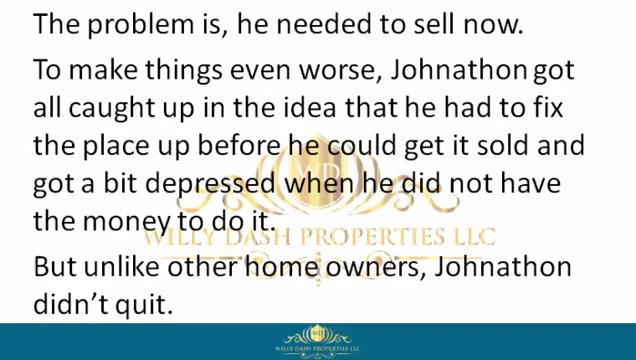 The problem is, he needed to sell now.
To make things even worse, Johnathon got
all caught up in the idea that he had to fix
the place up before he could get it sold and
got a bit depressed when he did not have
the money to do it.
WILLY DASH PROPERTIES LLC
But unlike other home owners, Johnathon
didn’t quit.
WILLY DASH PROPERTIES LLC